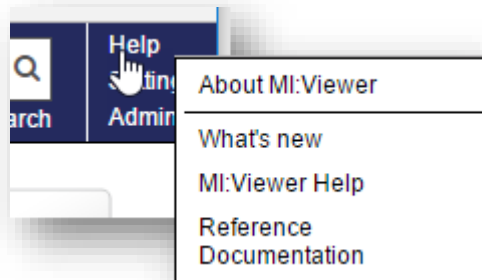 Help
Admin
arch
About MI:Viewer
What's new
MI:Viewer Help
Reference
Documentation